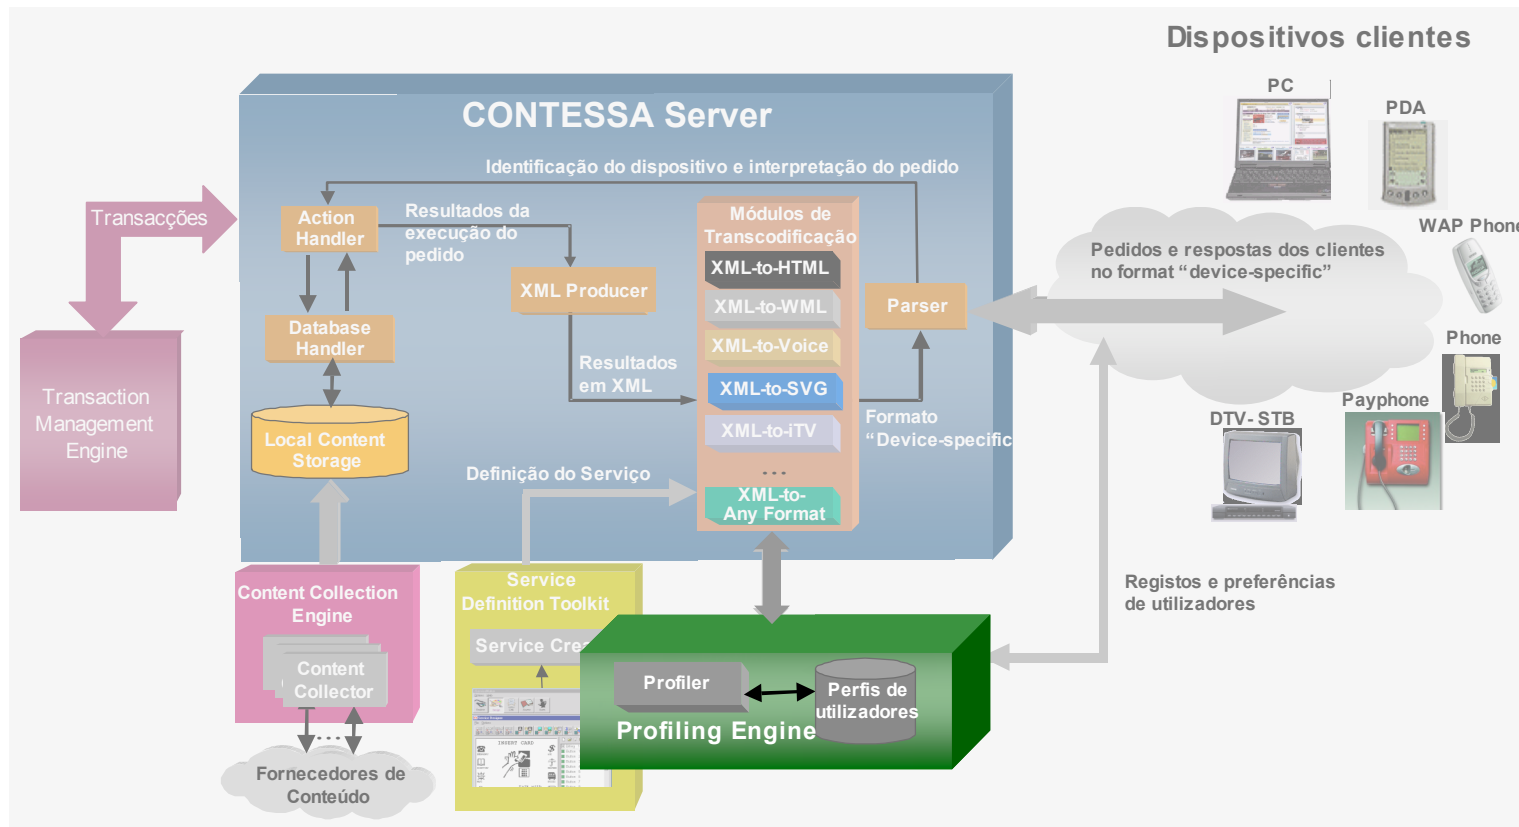 Dispositivos clientes
PC
PDA
CONTESSA Server
Identificação do dispositivo e interpretação do pedido
Transacções
Action
Handler
Resultados da
execução do
pedido
Módulos de
Transcodificação
WAP Phone
Pedidos e respostas dos clientes
no format “device-specific”
XML-to-HTML
XML Producer
XML-to-WML
Parser
Database
Handler
XML-to-Voice
Phone
Resultados
em XML
XML-to-SVG
Transaction
Management
Engine
Payphone
DTV- STB
Formato
“Device-specific
XML-to-iTV
Local Content
Storage
...
Definição do Serviço
XML-to-
Any Format
Content Collection
Engine
Service
Definition Toolkit
Registos e preferências
de utilizadores
Service Crea
Content
Collector
Profiler
Perfis de
utilizadores
Profiling Engine
...
INSERT CARD
Fornecedores de
Conteúdo